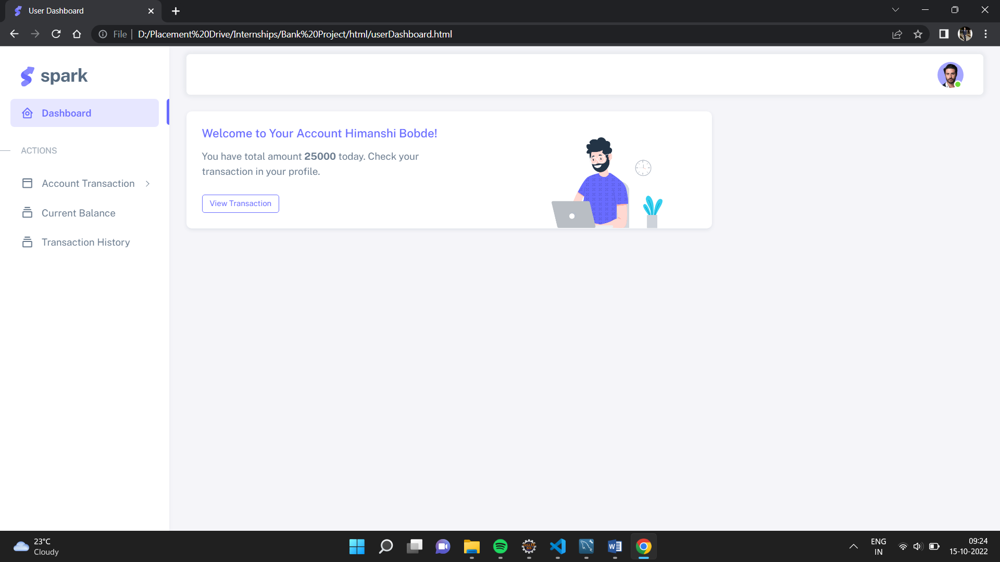 User Dashboard
File
D:/Placement%20Drive/Internships/Bank%20Project/html/userDashboard.html
spark
Dashboard
ACTIONS
Account Transaction
Current Balance
Transaction History
Welcome to Your Account Himanshi Bobde!
You have total amount 25000 today. Check your
transaction in your profile.
View Transaction
23°C
Cloudy
ENG
IN
09:24
15-10-2022